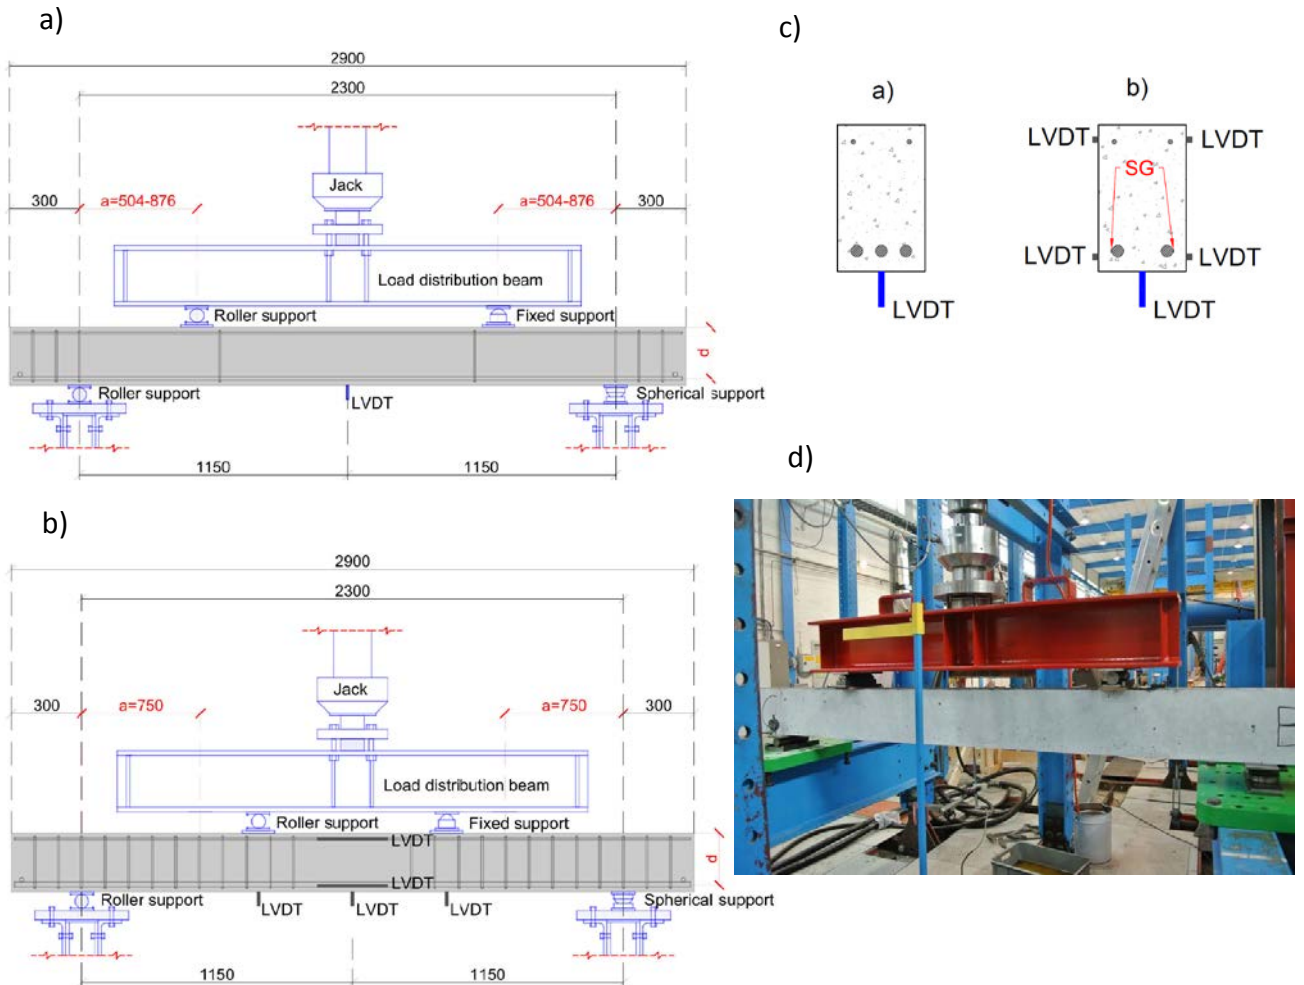 a)
2900
2300
Jack
300
a=504-876
a=504-876
300
Load distribution beam
Roller support
Fixed support
d
Roller support
LVDT
Spherical support
1150
1150
b)
2900
2300
Jack
300
a=750
a=750
300
Load distribution beam
Roller support
Fixed support
LVDT
d
LVDT
Roller support
LVDT
LVDT
LVDT
Spherical support
1150
1150
c)
a)
b)
LVDT
LVDT
SG
LVDT
LVDT
LVDT
LVDT
d)